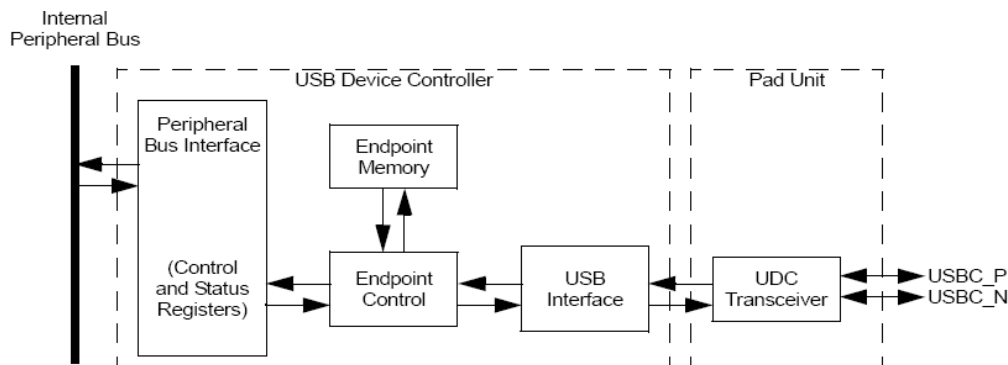 Internal
Peripheral Bus
USB Device Controller
Pad Unit
Peripheral
Bus Interface
(Control
and Status
Registers)
Endpoint
Memory
Endpoint
Control
USB
Interface
UDC
Transceiver
USBC_P
USBC_N